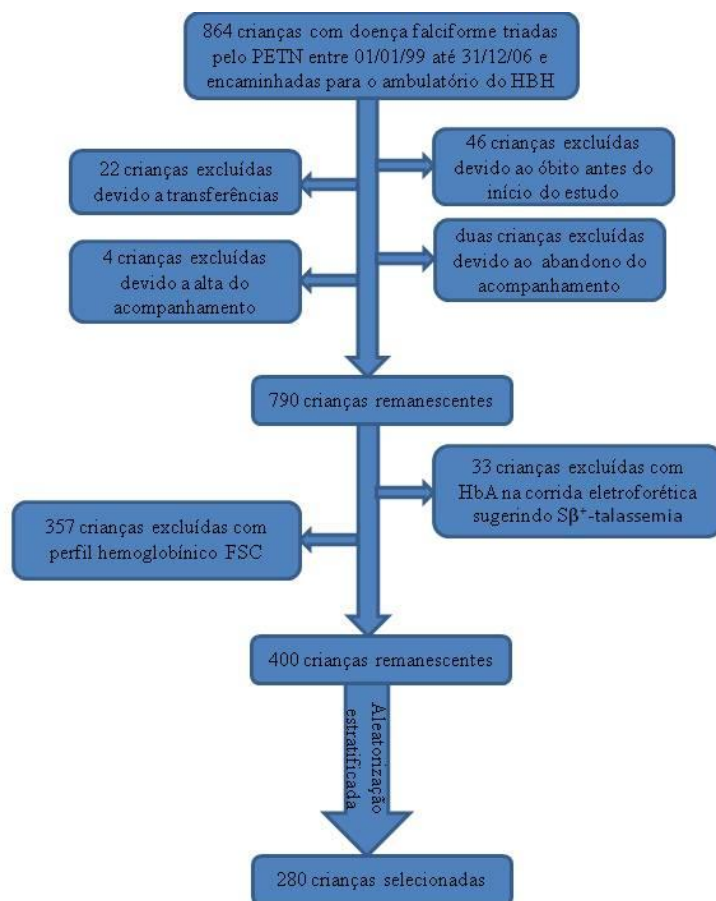 864 crianças com doença falciforme triadas
pelo PETN entre 01/01/99 até 31/12/06 e
encaminhadas para o ambulatório do HBH
46 crianças excluídas
devido ao óbito antes do
início do estudo
22 crianças excluídas
devido a transferências
duas crianças excluídas
devido ao abandono do
acompanhamento
4 crianças excluídas
devido a alta do
acompanhamento
790 crianças remanescentes
33 crianças excluídas com
HbA na corrida eletroforética
sugerindo Sβ⁺-talassemia
357 crianças excluídas com
perfil hemoglobínico FSC
400 crianças remanescentes
Aleatorização
estratificada
280 crianças selecionadas